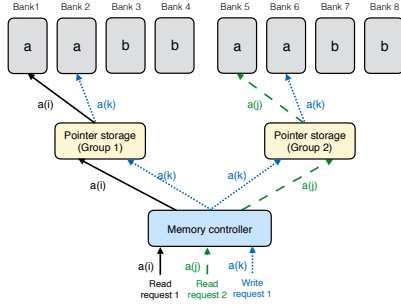 Bank1 Bank 2 Bank 3 Bank 4 Bank 5 Bank 6 Bank 7 Bank 8
a a b b a a b b
a(i) a(k) a(j) a(k)
Pointer storage
(Group 1)
Pointer storage
(Group 2)
a(i) a(k) a(k) a(j)
Memory controller
a(i) a(j) a(k)
Read
request 1
Read
request 2
Write
request 1